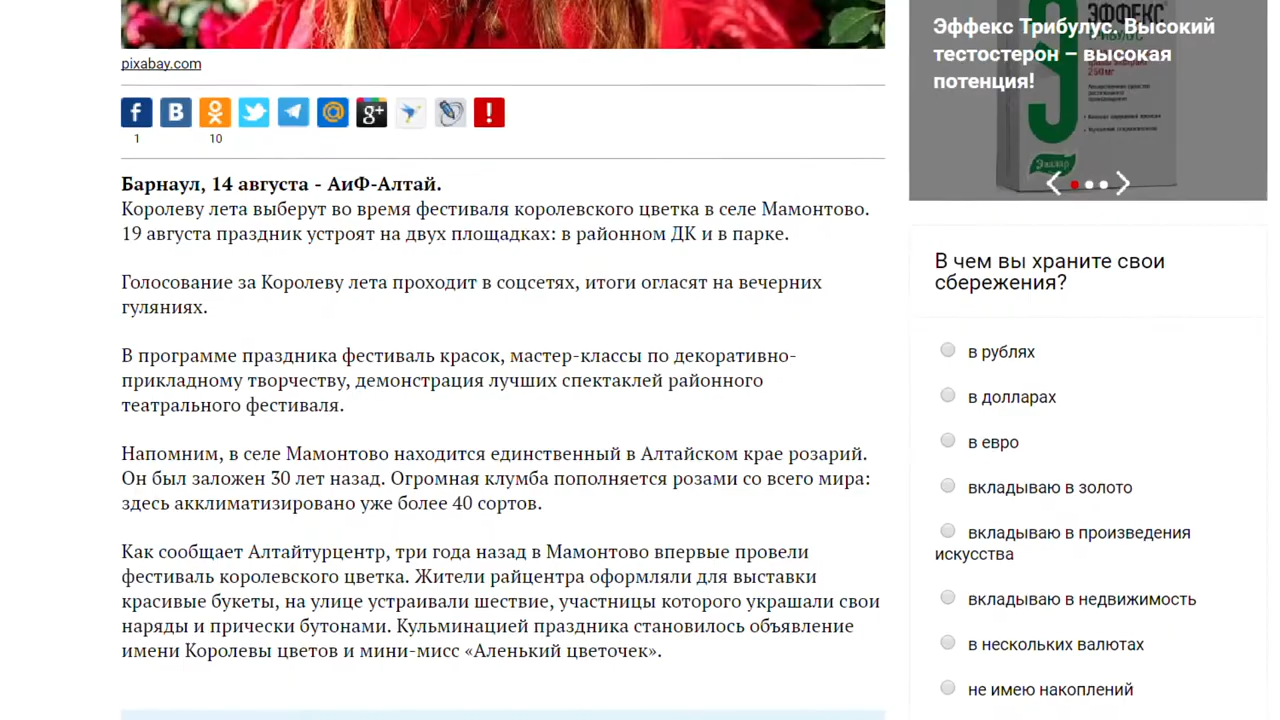 pixabay.com
1
10
Барнаул, 14 августа - АиФ-Алтай.
Королеву лета выберут во время фестиваля королевского цветка в селе Мамонтово.
19 августа праздник устроят на двух площадках: в районном ДК и в парке.
Голосование за Королеву лета проходит в соцсетях, итоги огласят на вечерних
гуляниях.
В программе праздника фестиваль красок, мастер-классы по декоративно-
прикладному творчеству, демонстрация лучших спектаклей районного
театрального фестиваля.
Напомним, в селе Мамонтово находится единственный в Алтайском крае розарий.
Он был заложен 30 лет назад. Огромная клумба пополняется розами со всего мира:
здесь акклиматизировано уже более 40 сортов.
Как сообщает Алтайтурцентр, три года назад в Мамонтово впервые провели
фестиваль королевского цветка. Жители райцентра оформляли для выставки
красивые букеты, на улице устраивали шествие, участницы которого украшали свои
наряды и прически бутонами. Кульминацией праздника становилось объявление
имени Королевы цветов и мини-мисс «Аленький цветочек».
ЭФФЕКС
Эффекс Трибулус. Высокий
тестостерон – высокая
потенция!
250 мг
Эвалар
В чем вы храните свои
сбережения?
в рублях
в долларах
в евро
вкладываю в золото
вкладываю в произведения
искусства
вкладываю в недвижимость
в нескольких валютах
не имею накоплений